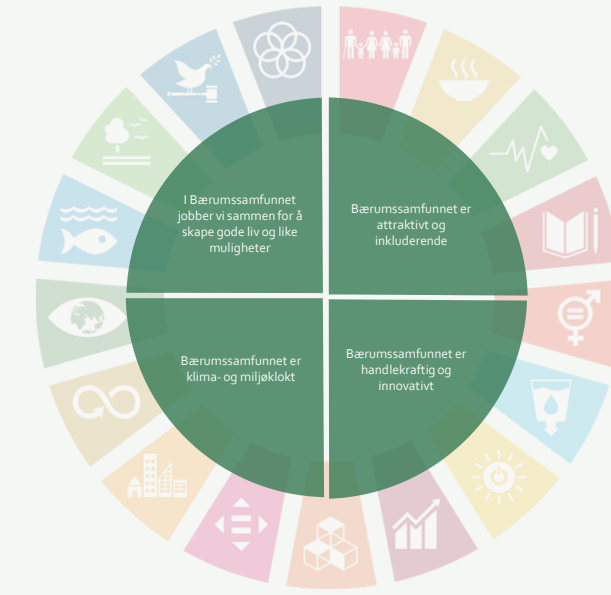 I Bærumssamfunnet
jobber vi sammen for å
skape gode liv og like
muligheter
Bærumssamfunnet er
attraktivt og
inkluderende
Bærumssamfunnet er
klima- og miljøklokt
Bærumssamfunnet er
handlekraftig og
innovativt